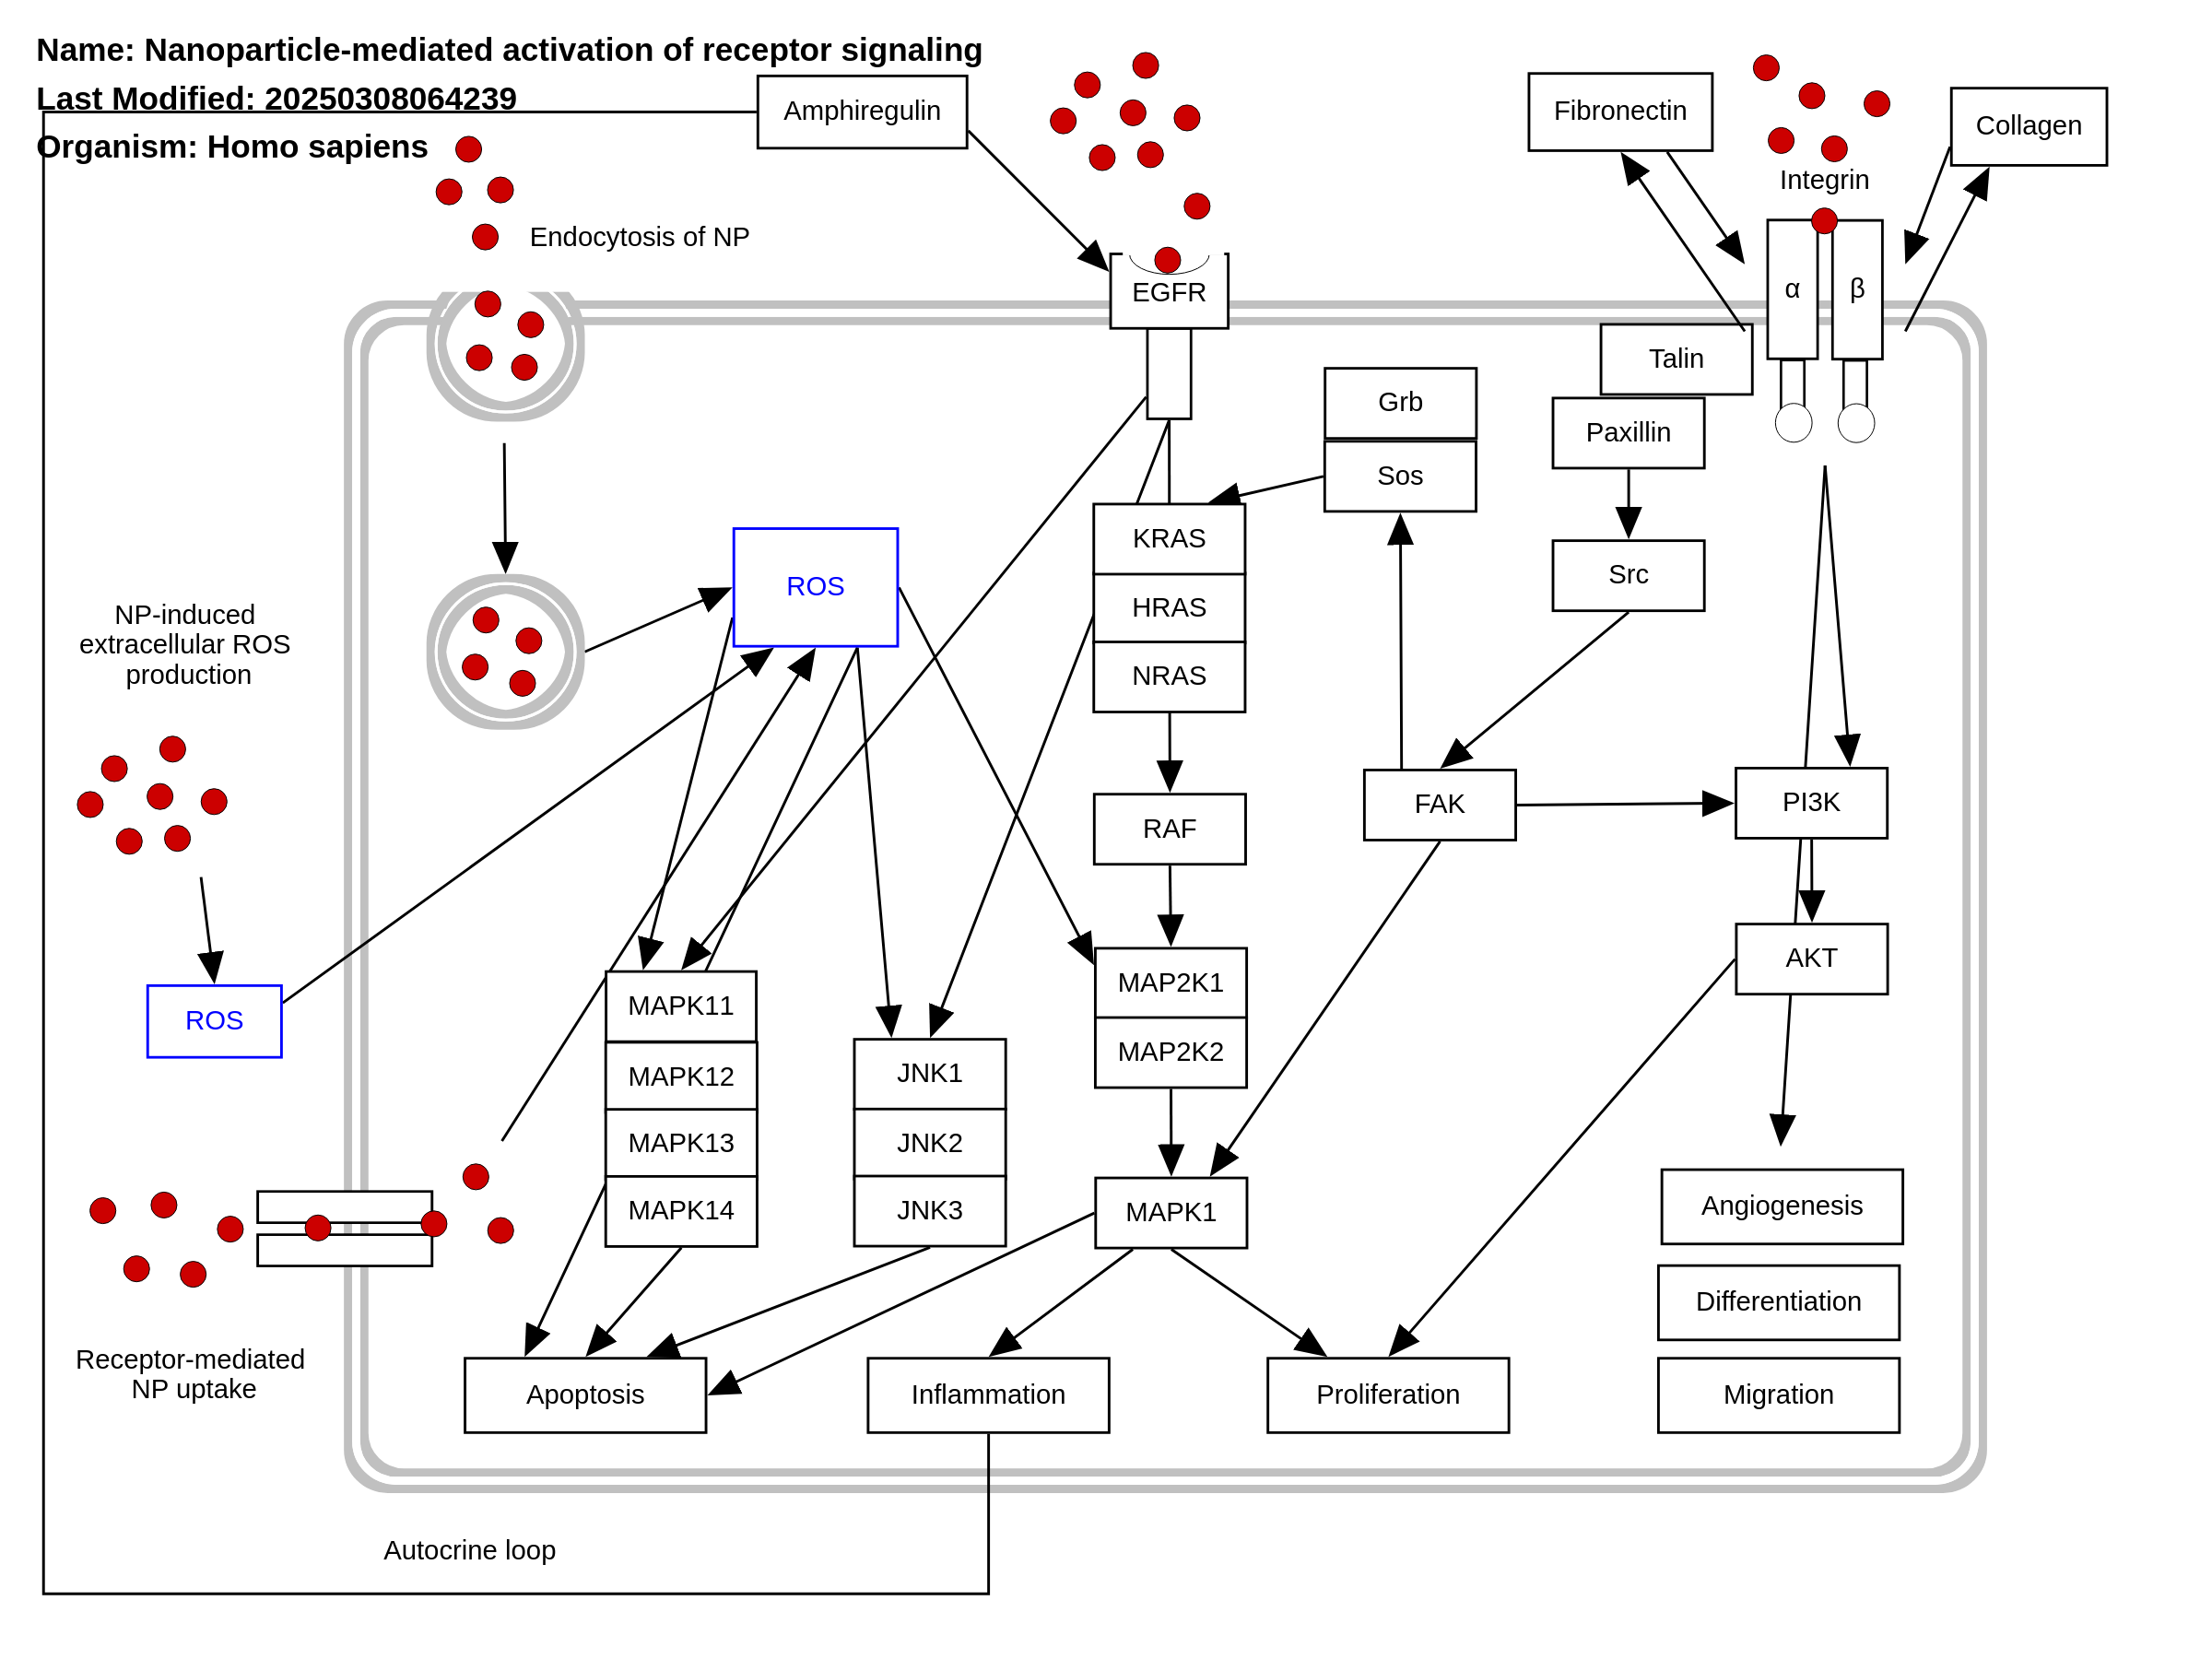 Name: Nanoparticle-mediated activation of receptor signaling
Last Modified: 20250308064239
Organism: Homo sapiens
Amphiregulin
Fibronectin
Collagen
Integrin
Endocytosis of NP
EGFR
α
β
Talin
Grb
Paxillin
Sos
KRAS
Src
ROS
HRAS
NP-induced
extracellular ROS
production
NRAS
RAF
FAK
PI3K
AKT
MAP2K1
MAPK11
ROS
MAP2K2
JNK1
MAPK12
MAPK13
JNK2
MAPK14
JNK3
MAPK1
Angiogenesis
Differentiation
Receptor-mediated
NP uptake
Apoptosis
Inflammation
Proliferation
Migration
Autocrine loop